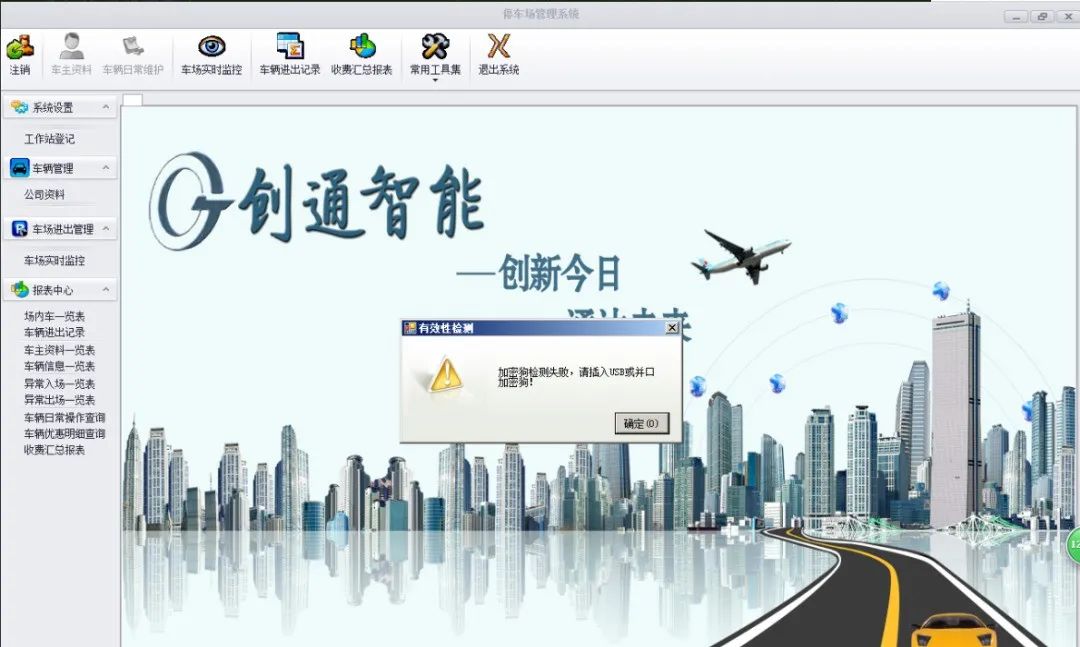 停车场管理系统
注销
车主资料
车辆日常维护
车场实时监控
车辆进出记录
收费汇总报表
常用工具集
退出系统
系统设置
工作站登记
车辆管理
公司资料
车场进出管理
车场实时监控
报表中心
场内车一览表
车辆进出记录
车主资料一览表
车辆信息一览表
异常入场一览表
异常出场一览表
车辆日常操作查询
车辆优惠明细查询
收费汇总报表
创通智能
—创新今日
有效性检测
加密狗检测失败，请插入USB或并口
加密狗！
确定(O)